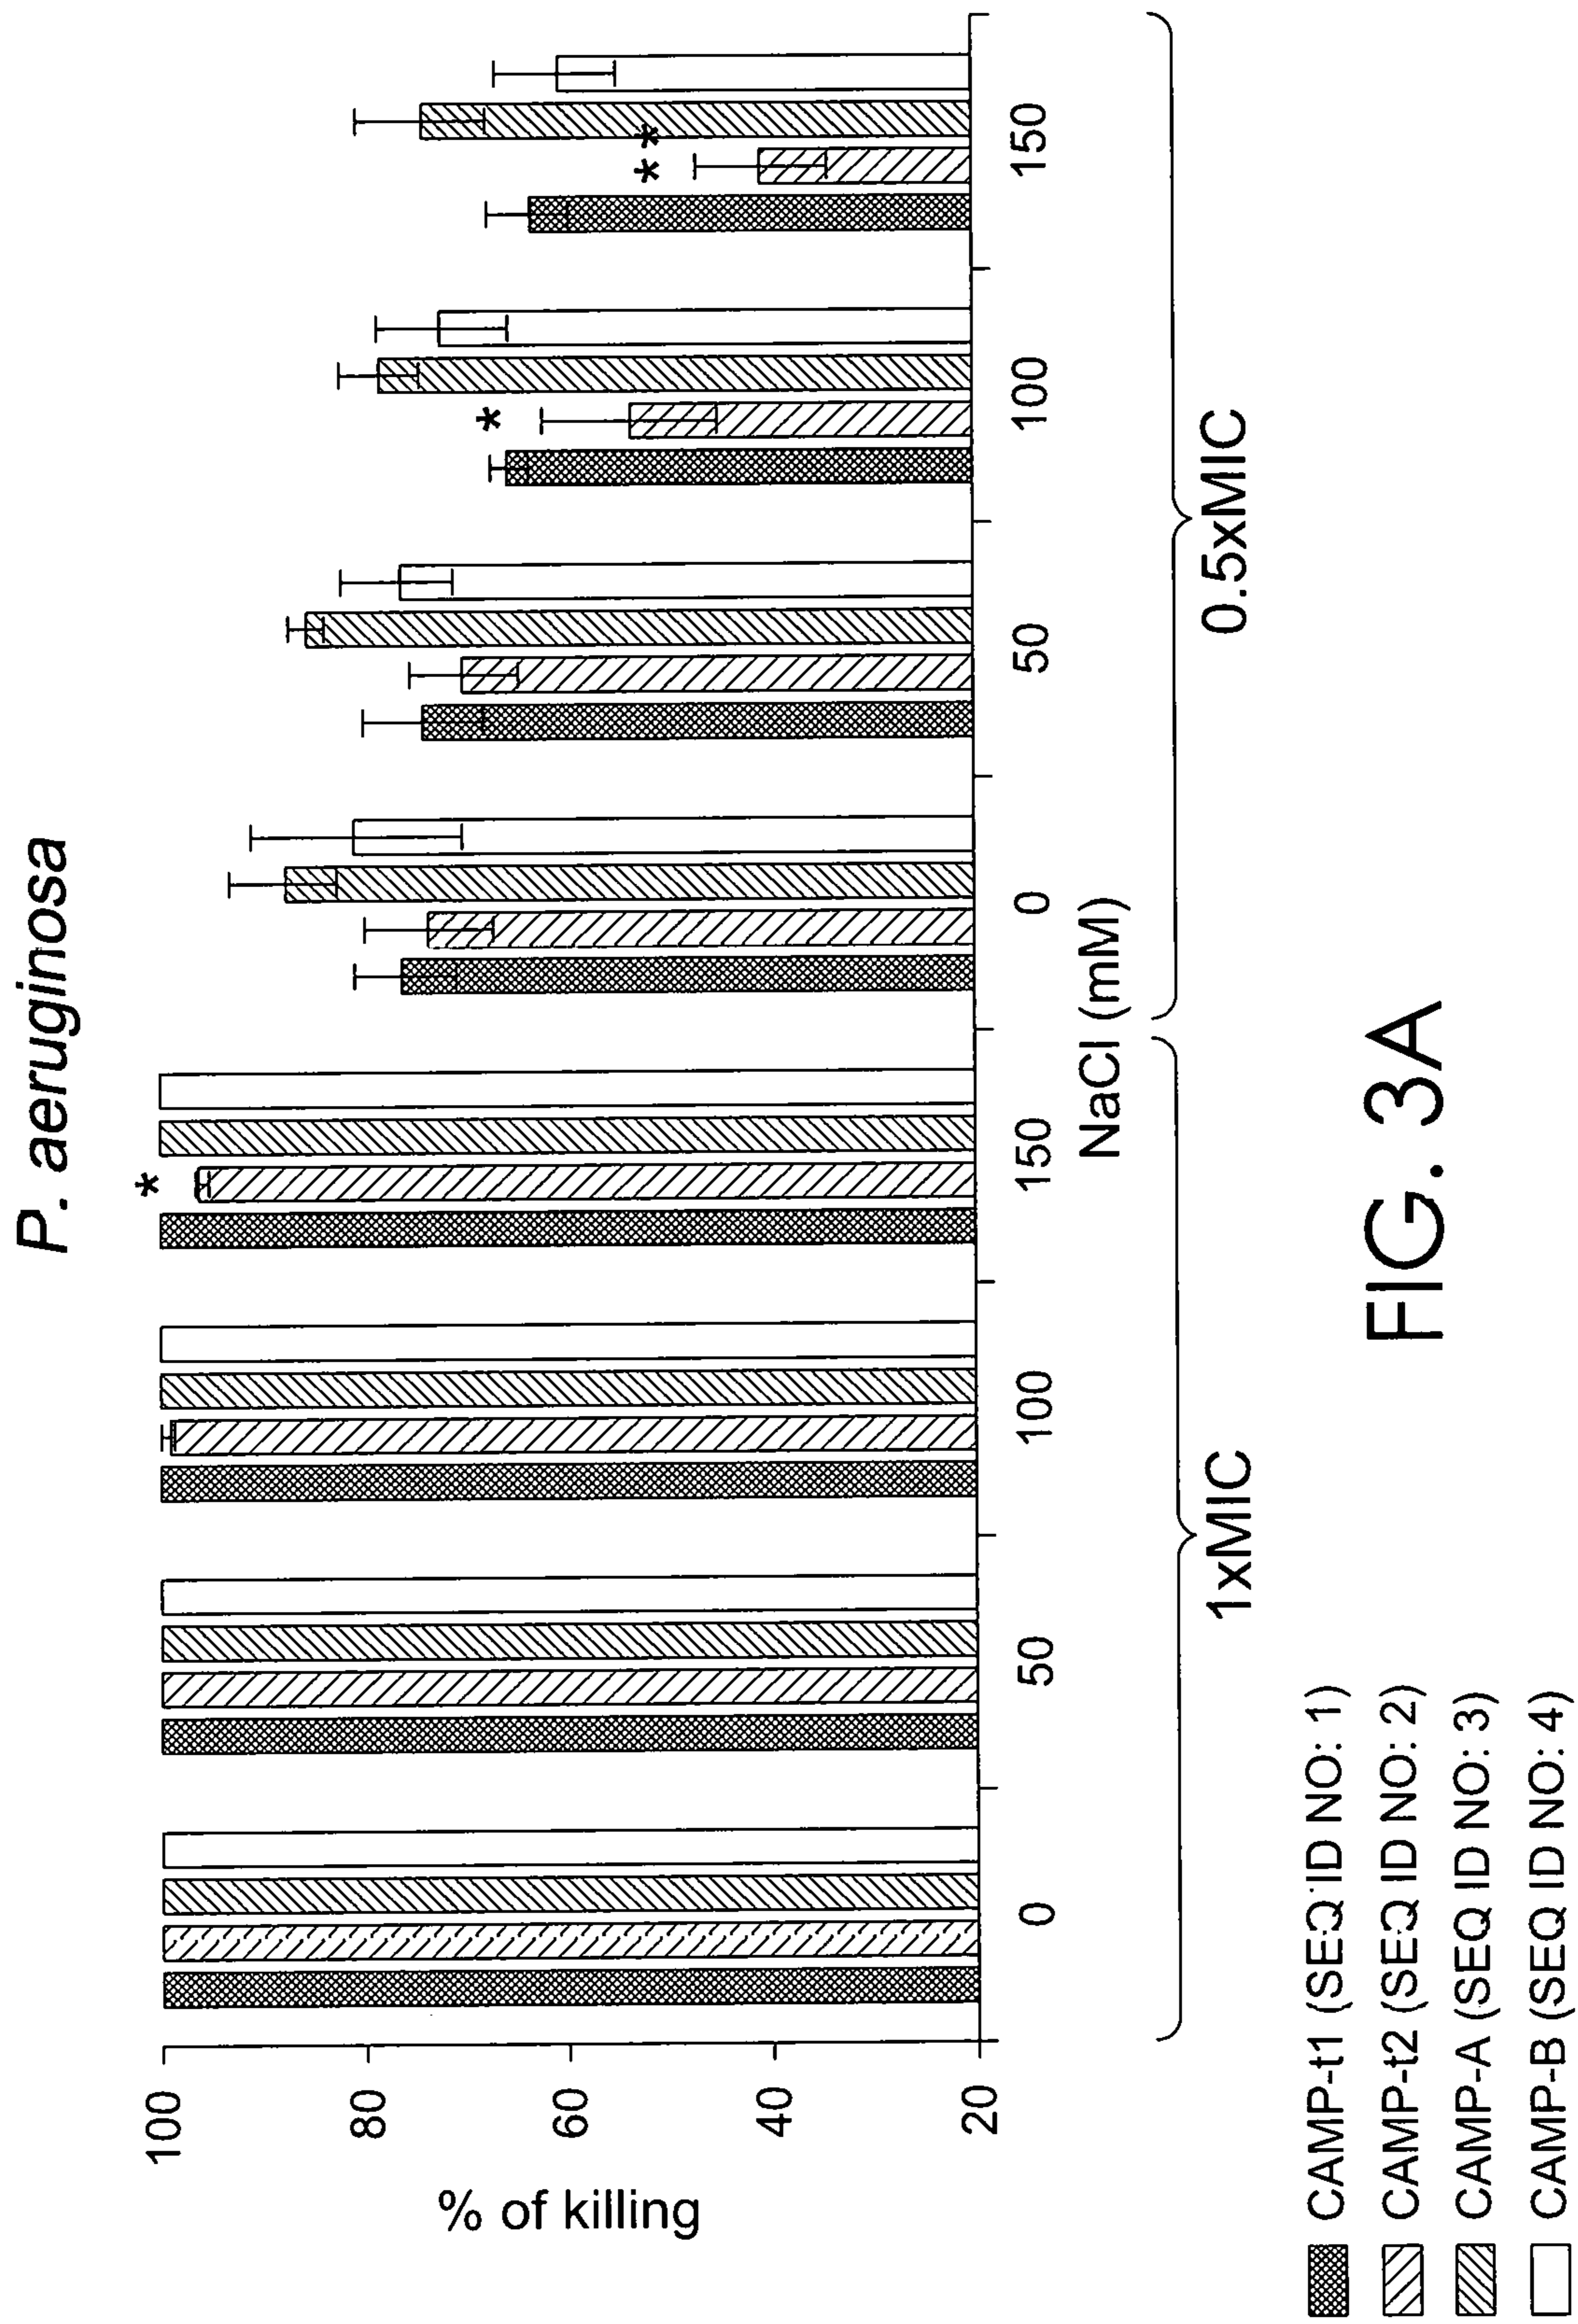 P. aeruginosa
% of killing
100
80
60
40
20
*
*
* *
0 50 100 150 0 50 100 150
NaCl (mM)
1xMIC 0.5xMIC
CAMP-t1 (SEQ ID NO: 1)
CAMP-t2 (SEQ ID NO: 2)
CAMP-A (SEQ ID NO: 3)
CAMP-B (SEQ ID NO: 4)
FIG. 3A